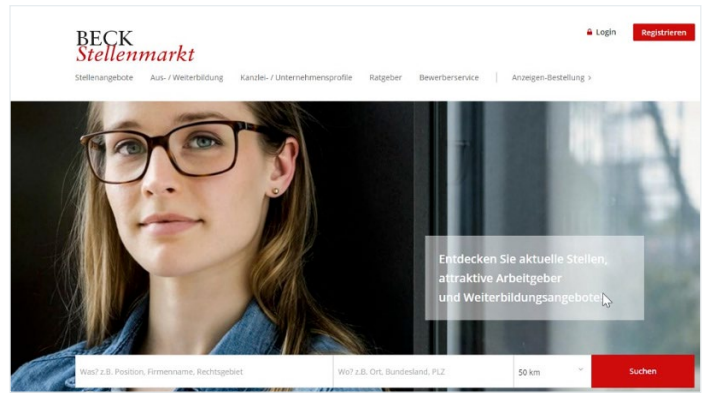 BECK
Stellenmarkt
Login
Registrieren
Stellenangebote Aus- / Weiterbildung Kanzlei- / Unternehmensprofile Ratgeber Bewerberservice Anzeigen-Bestellung >
Entdecken Sie aktuelle Stellen,
attraktive Arbeitgeber
und Weiterbildungsangebote!
Was? z.B. Position, Firmenname, Rechtsgebiet
Wo? z.B. Ort, Bundesland, PLZ
50 km
Suchen